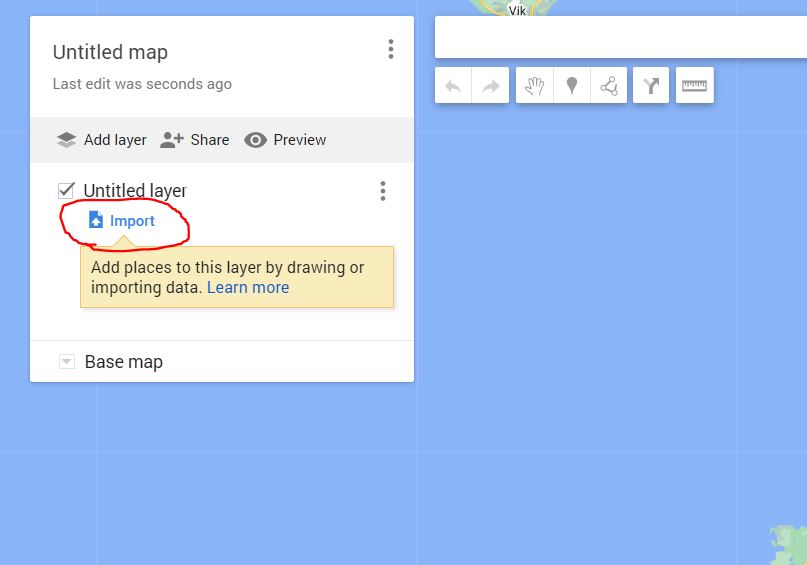 Vik
Untitled map
Last edit was seconds ago
Add layer Share Preview
Untitled layer
Import
Add places to this layer by drawing or
importing data. Learn more
Base map